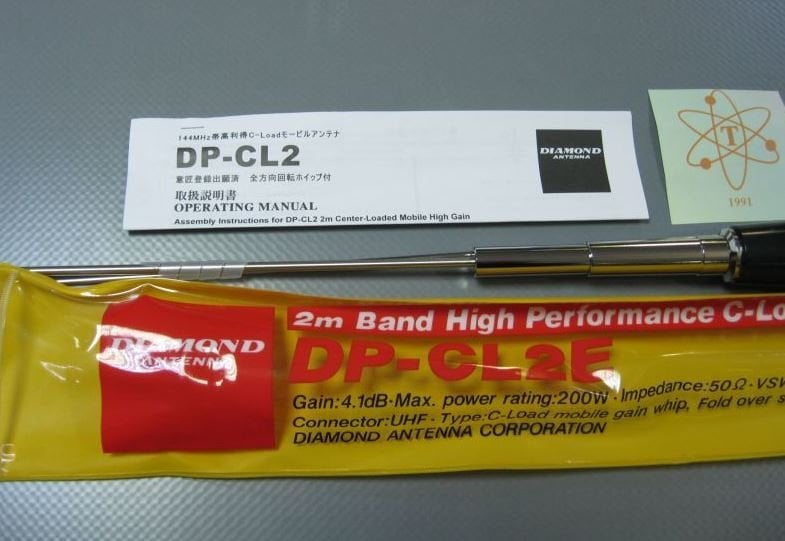 144MHz帯高利得C-Loadモービルアンテナ
DP-CL2
意匠登録出願済 全方向回転ホイップ付
取扱説明書
OPERATING MANUAL
Assembly Instructions for DP-CL2 2m Center-Loaded Mobile High Gain
DIAMOND
ANTENNA
T
1991
2m Band High Performance C-Lo
DIAMOND
ANTENNA
DP-CL2E
Gain:4.1dB·Max. power rating:200W·Impedance:50Ω·VSW
Connector:UHF·Type:C-Load mobile gain whip, Fold over s
DIAMOND ANTENNA CORPORATION